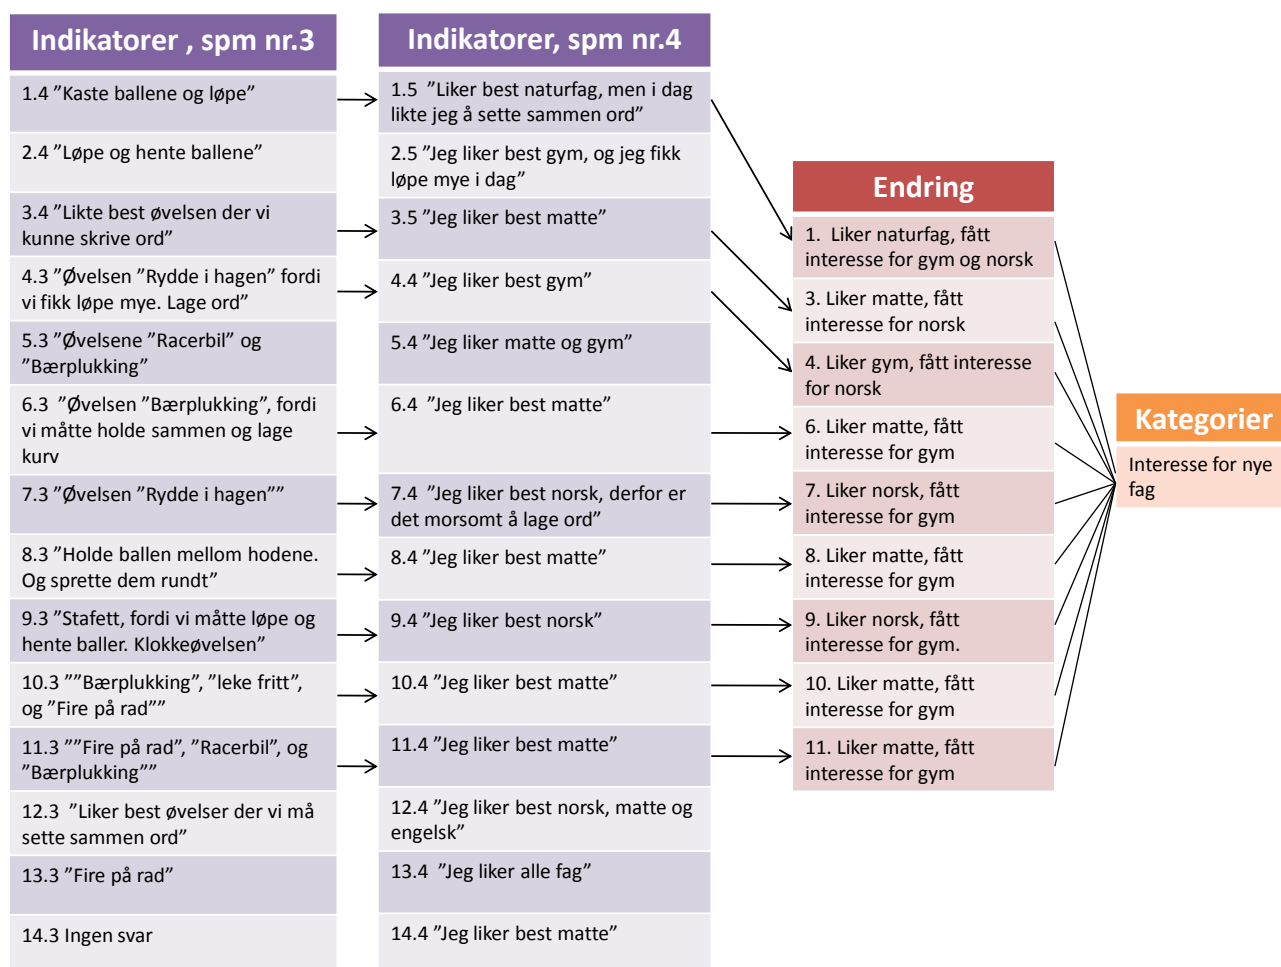 Indikatorer , spm nr.3
1.4 ”Kaste ballene og løpe”
2.4 ”Løpe og hente ballene”
3.4 ”Likte best øvelsen der vi
kunne skrive ord”
4.3 ”Øvelsen ”Rydde i hagen” fordi
vi fikk løpe mye. Lage ord”
5.3 ”Øvelsene ”Racerbil” og
”Bærplukking”
6.3  ”Øvelsen ”Bærplukking”, fordi
vi måtte holde sammen og lage
kurv
7.3 ”Øvelsen ”Rydde i hagen””
8.3 ”Holde ballen mellom hodene.
Og sprette dem rundt”
9.3 ”Stafett, fordi vi måtte løpe og
hente baller. Klokkeøvelsen”
10.3 ””Bærplukking”, ”leke fritt”,
og ”Fire på rad””
11.3 ””Fire på rad”, ”Racerbil”, og
”Bærplukking””
12.3  ”Liker best øvelser der vi må
sette sammen ord”
13.3 ”Fire på rad”
14.3 Ingen svar
Indikatorer, spm nr.4
1.5 ”Liker best naturfag, men i dag
likte jeg å sette sammen ord”
2.5 ”Jeg liker best gym, og jeg fikk
løpe mye i dag”
3.5 ”Jeg liker best matte”
4.4 ”Jeg liker best gym”
5.4 ”Jeg liker matte og gym”
6.4  ”Jeg liker best matte”
7.4  ”Jeg liker best norsk, derfor er
det morsomt å lage ord”
8.4 ”Jeg liker best matte”
9.4 ”Jeg liker best norsk”
10.4 ”Jeg liker best matte”
11.4 ”Jeg liker best matte”
12.4 ”Jeg liker best norsk, matte og
engelsk”
13.4  ”Jeg liker alle fag”
14.4 ”Jeg liker best matte”
Endring
1.  Liker naturfag, fått
interesse for gym og norsk
3. Liker matte, fått
interesse for norsk
4. Liker gym, fått interesse
for norsk
6. Liker matte, fått
interesse for gym
7. Liker norsk, fått
interesse for gym
8. Liker matte, fått
interesse for gym
9. Liker norsk, fått
interesse for gym.
10. Liker matte, fått
interesse for gym
11. Liker matte, fått
interesse for gym
Kategorier
Interesse for nye
fag